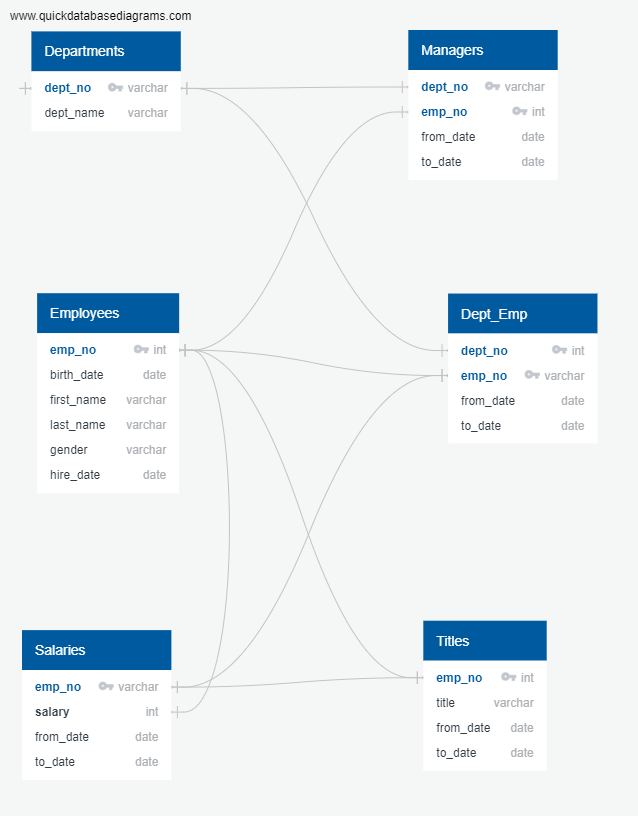 www.quickdatabasediagrams.com
Departments
dept_no varchar
dept_name varchar
Managers
dept_no varchar
emp_no int
from_date date
to_date date
Employees
emp_no int
birth_date date
first_name varchar
last_name varchar
gender varchar
hire_date date
Dept_Emp
dept_no int
emp_no varchar
from_date date
to_date date
Salaries
emp_no varchar
salary int
from_date date
to_date date
Titles
emp_no int
title varchar
from_date date
to_date date